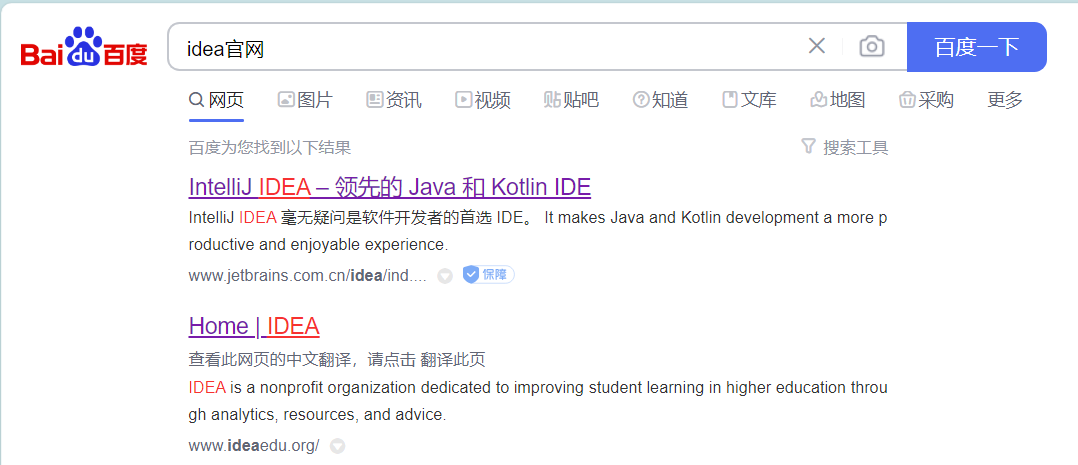 Bai du 百度 idea官网 百度一下
网页 图片 资讯 视频 贴 贴吧 知道 文库 地图 采购 更多
百度为您找到以下结果 搜索工具
IntelliJ IDEA – 领先的 Java 和 Kotlin IDE
IntelliJ IDEA 毫无疑问是软件开发者的首选 IDE。 It makes Java and Kotlin development a more p
roductive and enjoyable experience.
www.jetbrains.com.cn/idea/ind.... 保障
Home | IDEA
查看此网页的中文翻译，请点击 翻译此页
IDEA is a nonprofit organization dedicated to improving student learning in higher education throu
gh analytics, resources, and advice.
www.ideaedu.org/